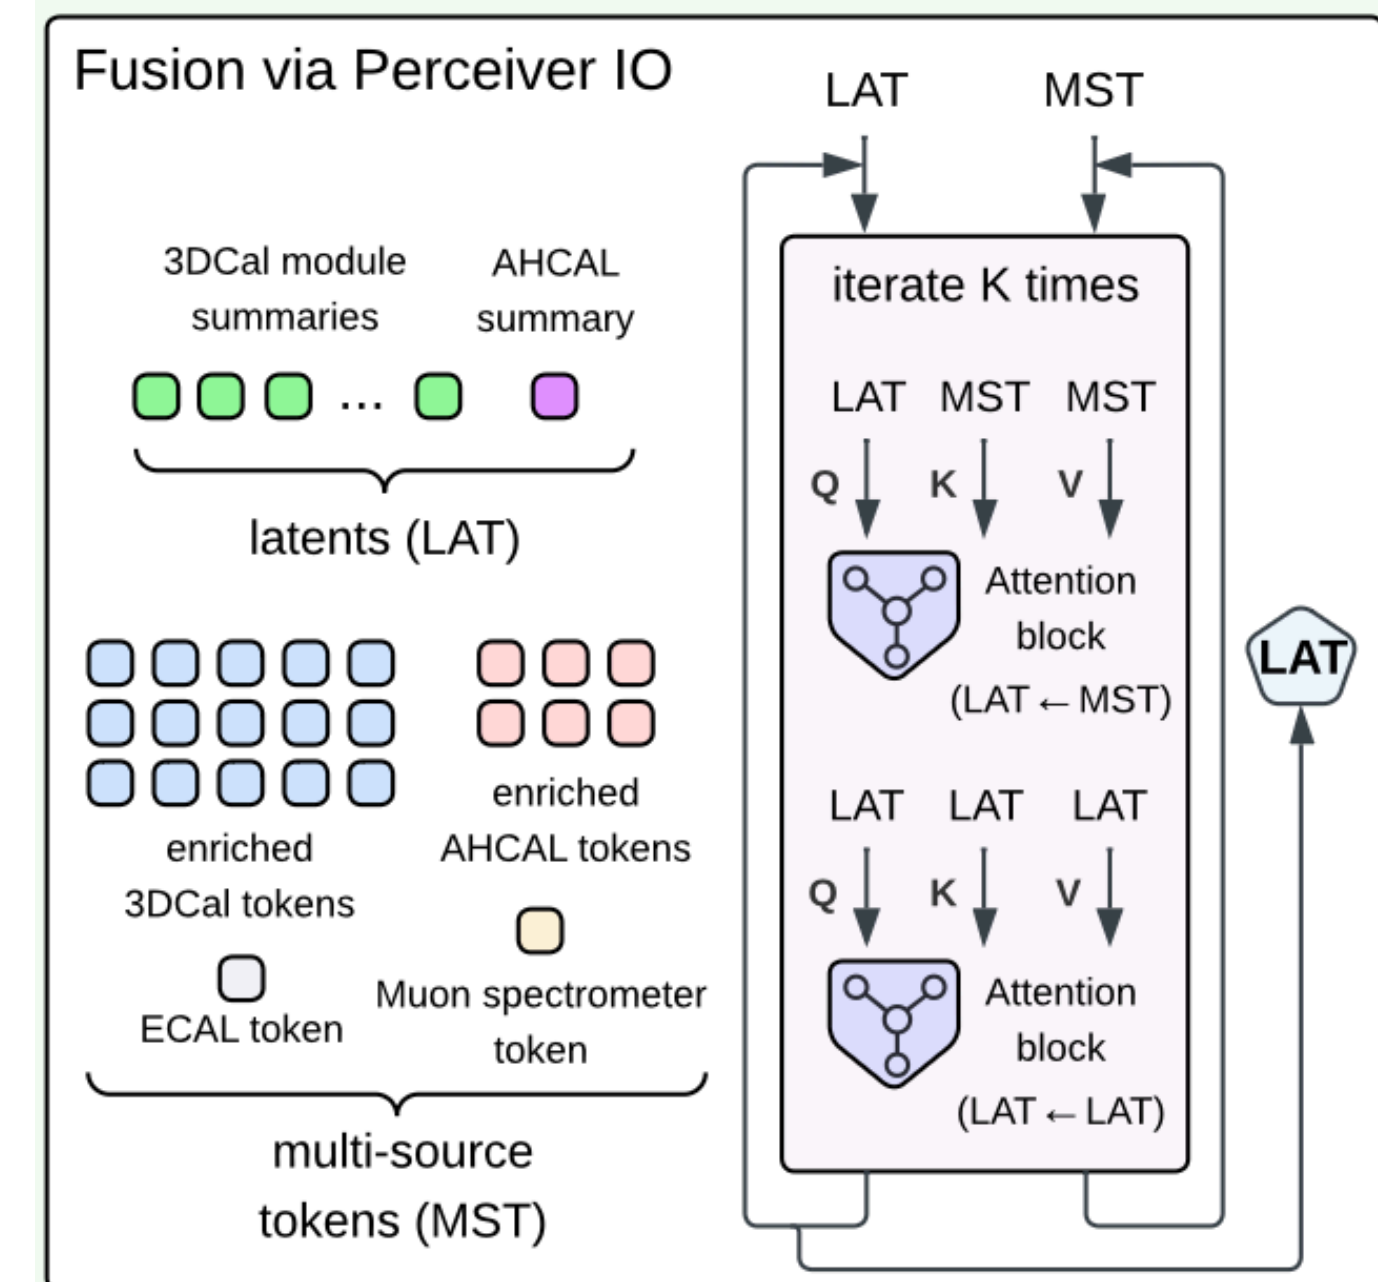 Fusion via Perceiver IO
3DCal module
summaries
AHCAL
summary
...
latents (LAT)
enriched
3DCal tokens
enriched
AHCAL tokens
ECAL token
Muon spectrometer
token
multi-source
tokens (MST)
LAT MST
iterate K times
LAT MST MST
Q K V
Attention
block
(LAT ← MST)
LAT LAT LAT
Q K V
Attention
block
(LAT ← LAT)
LAT